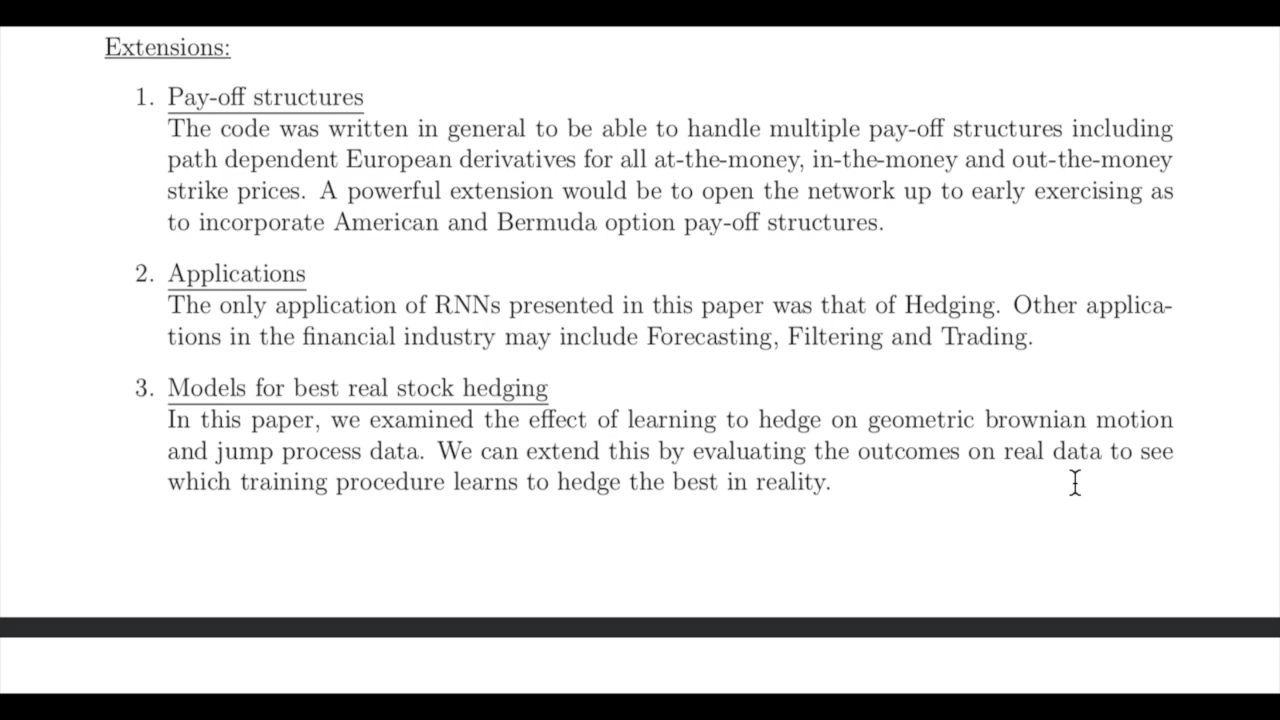 Extensions:
1. Pay-off structures
The code was written in general to be able to handle multiple pay-off structures including
path dependent European derivatives for all at-the-money, in-the-money and out-the-money
strike prices. A powerful extension would be to open the network up to early exercising as
to incorporate American and Bermuda option pay-off structures.
2. Applications
The only application of RNNs presented in this paper was that of Hedging. Other applica-
tions in the financial industry may include Forecasting, Filtering and Trading.
3. Models for best real stock hedging
In this paper, we examined the effect of learning to hedge on geometric brownian motion
and jump process data. We can extend this by evaluating the outcomes on real data to see
which training procedure learns to hedge the best in reality.